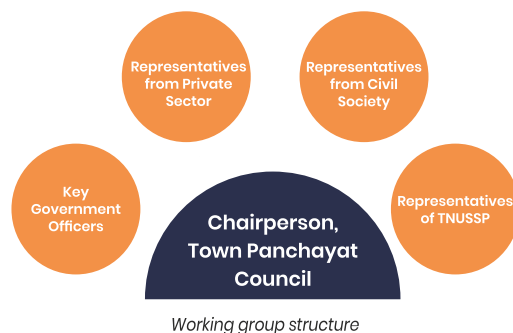 Representatives
from Private
Sector
Representatives
from Civil
Society
Key
Government
Officers
Representatives
of TNUSSP
Chairperson,
Town Panchayat
Council
Working group structure